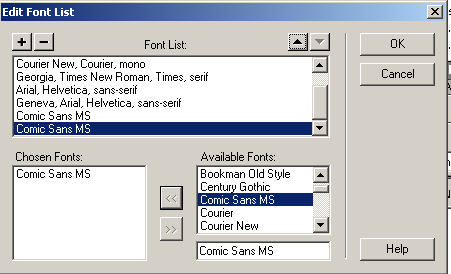 Edit Font List
Font List:
Courier New, Courier, mono
Georgia, Times New Roman, Times, serif
Arial, Helvetica, sans-serif
Geneva, Arial, Helvetica, sans-serif
Comic Sans MS
Comic Sans MS
OK
Cancel
Chosen Fonts:
Comic Sans MS
<<
>>
Available Fonts:
Bookman Old Style
Century Gothic
Comic Sans MS
Courier
Courier New
Comic Sans MS
Help